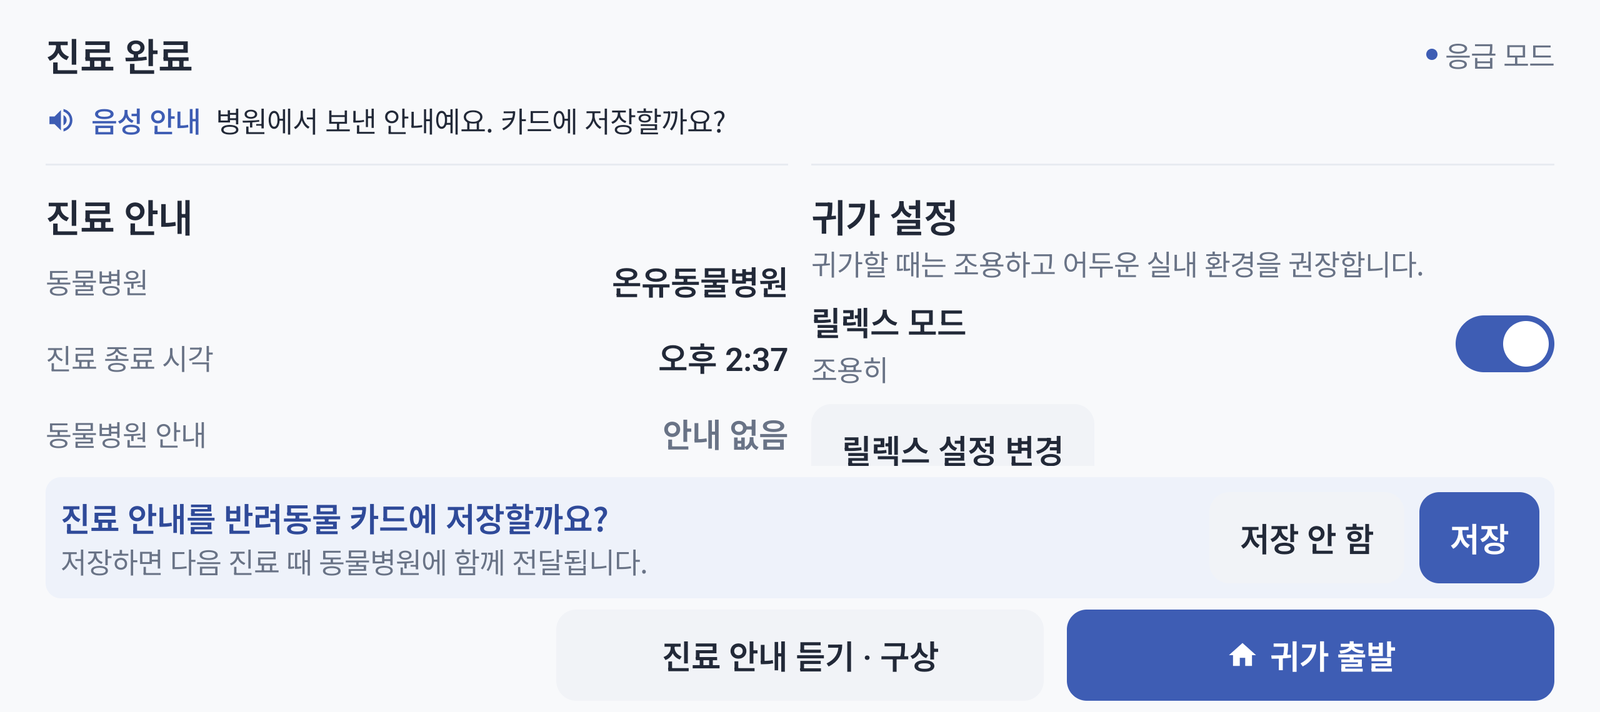 진료 완료
응급 모드
음성 안내 병원에서 보낸 안내예요. 카드에 저장할까요?
진료 안내
동물병원 온유동물병원
진료 종료 시각 오후 2:37
동물병원 안내 안내 없음
귀가 설정
귀가할 때는 조용하고 어두운 실내 환경을 권장합니다.
릴렉스 모드
조용히
릴렉스 설정 변경
진료 안내를 반려동물 카드에 저장할까요?
저장하면 다음 진료 때 동물병원에 함께 전달됩니다.
저장 안 함 저장
진료 안내 듣기 · 구상 귀가 출발